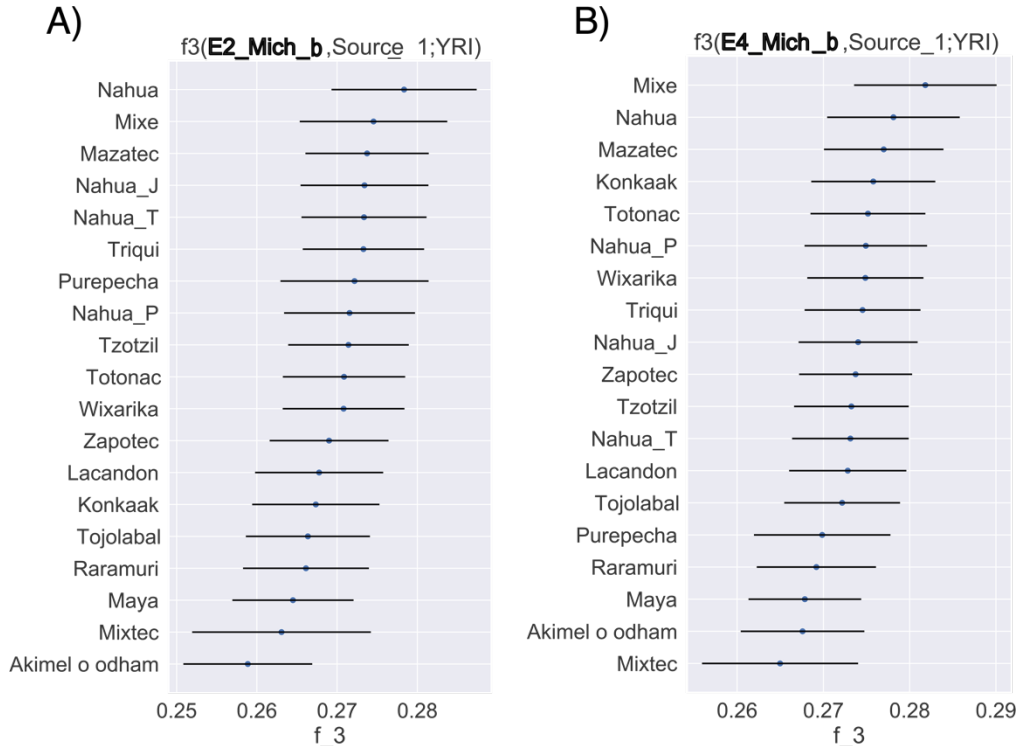 A)
f3(E2_Mich_b ,Source_1;YRI)
Nahua
Mixe
Mazatec
Nahua_J
Nahua_T
Triqui
Purepecha
Nahua_P
Tzotzil
Totonac
Wixarika
Zapotec
Lacandon
Konkaak
Tojolabal
Raramuri
Maya
Mixtec
Akimel o odham
0.25 0.26 0.27 0.28
f_3
B)
f3(E4_Mich_b ,Source_1;YRI)
Mixe
Nahua
Mazatec
Konkaak
Totonac
Nahua_P
Wixarika
Triqui
Nahua_J
Zapotec
Tzotzil
Nahua_T
Lacandon
Tojolabal
Purepecha
Raramuri
Maya
Akimel o odham
Mixtec
0.26 0.27 0.28 0.29
f_3